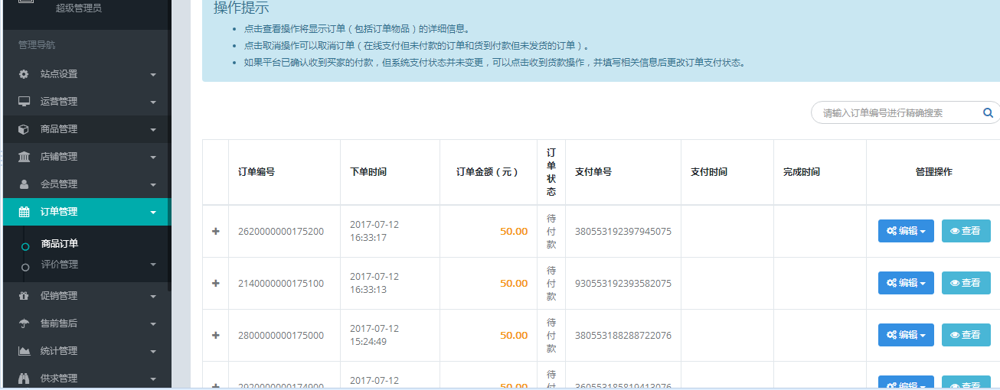 超级管理员
管理导航
站点设置
运营管理
商品管理
店铺管理
会员管理
订单管理
商品订单
评价管理
促销管理
售前售后
统计管理
供求管理
操作提示
点击查看操作将显示订单（包括订单物品）的详细信息。
点击取消操作可以取消订单（在线支付但未付款的订单和货到付款但未发货的订单）。
如果平台已确认收到买家的付款，但系统支付状态并未变更，可以点击收到货款操作，并填写相关信息后更改订单支付状态。
请输入订单编号进行精确搜索
订单编号 下单时间 订单金额（元） 订单状态 支付单号 支付时间 完成时间 管理操作
2620000000175200 2017-07-12 16:33:17 50.00 待付款 380553192397945075 编辑 查看
2140000000175100 2017-07-12 16:33:13 50.00 待付款 930553192393582075 编辑 查看
2800000000175000 2017-07-12 15:24:49 50.00 待付款 380553188288722076 编辑 查看
2920000000174900 2017-07-12 50.00 待付 360553185819413076 编辑 查看